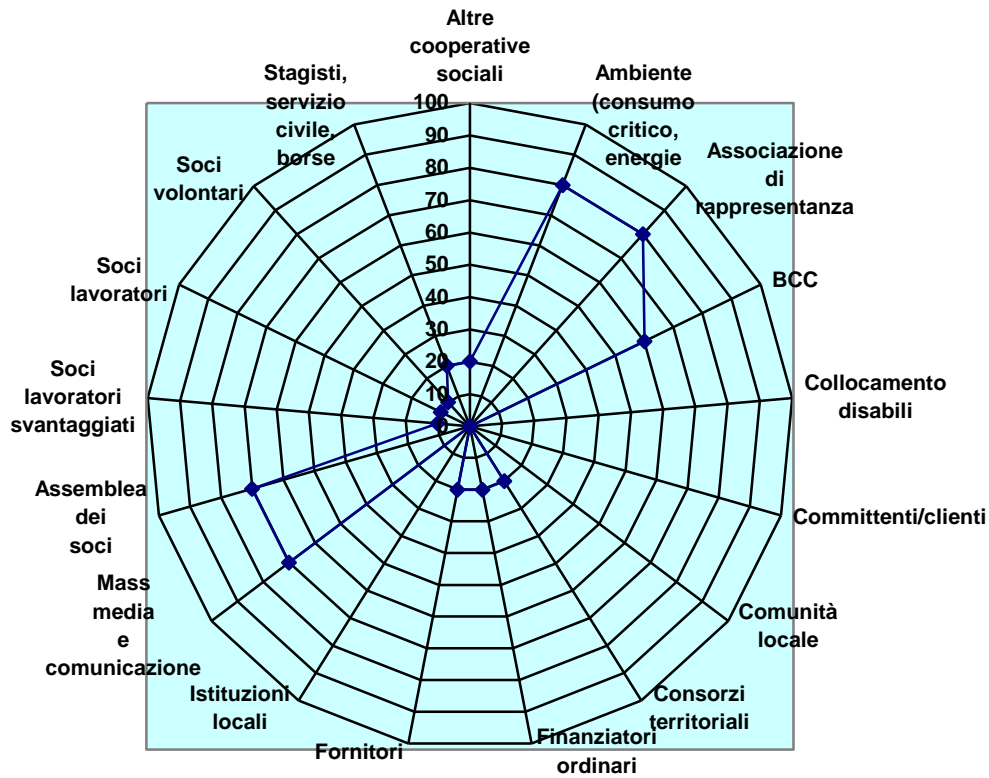 Altre
cooperative
sociali
Ambiente
(consumo
critico,
energie
Associazione
di
rappresentanza
BCC
Collocamento
disabili
Committenti/clienti
Comunità
locale
Consorzi
territoriali
Finanziatori
ordinari
Fornitori
Istituzioni
locali
Mass
media
e
comunicazione
Assemblea
dei
soci
Soci
lavoratori
svantaggiati
Soci
lavoratori
Soci
volontari
Stagisti,
servizio
civile,
borse
100
90
80
70
60
50
40
30
20
10
0